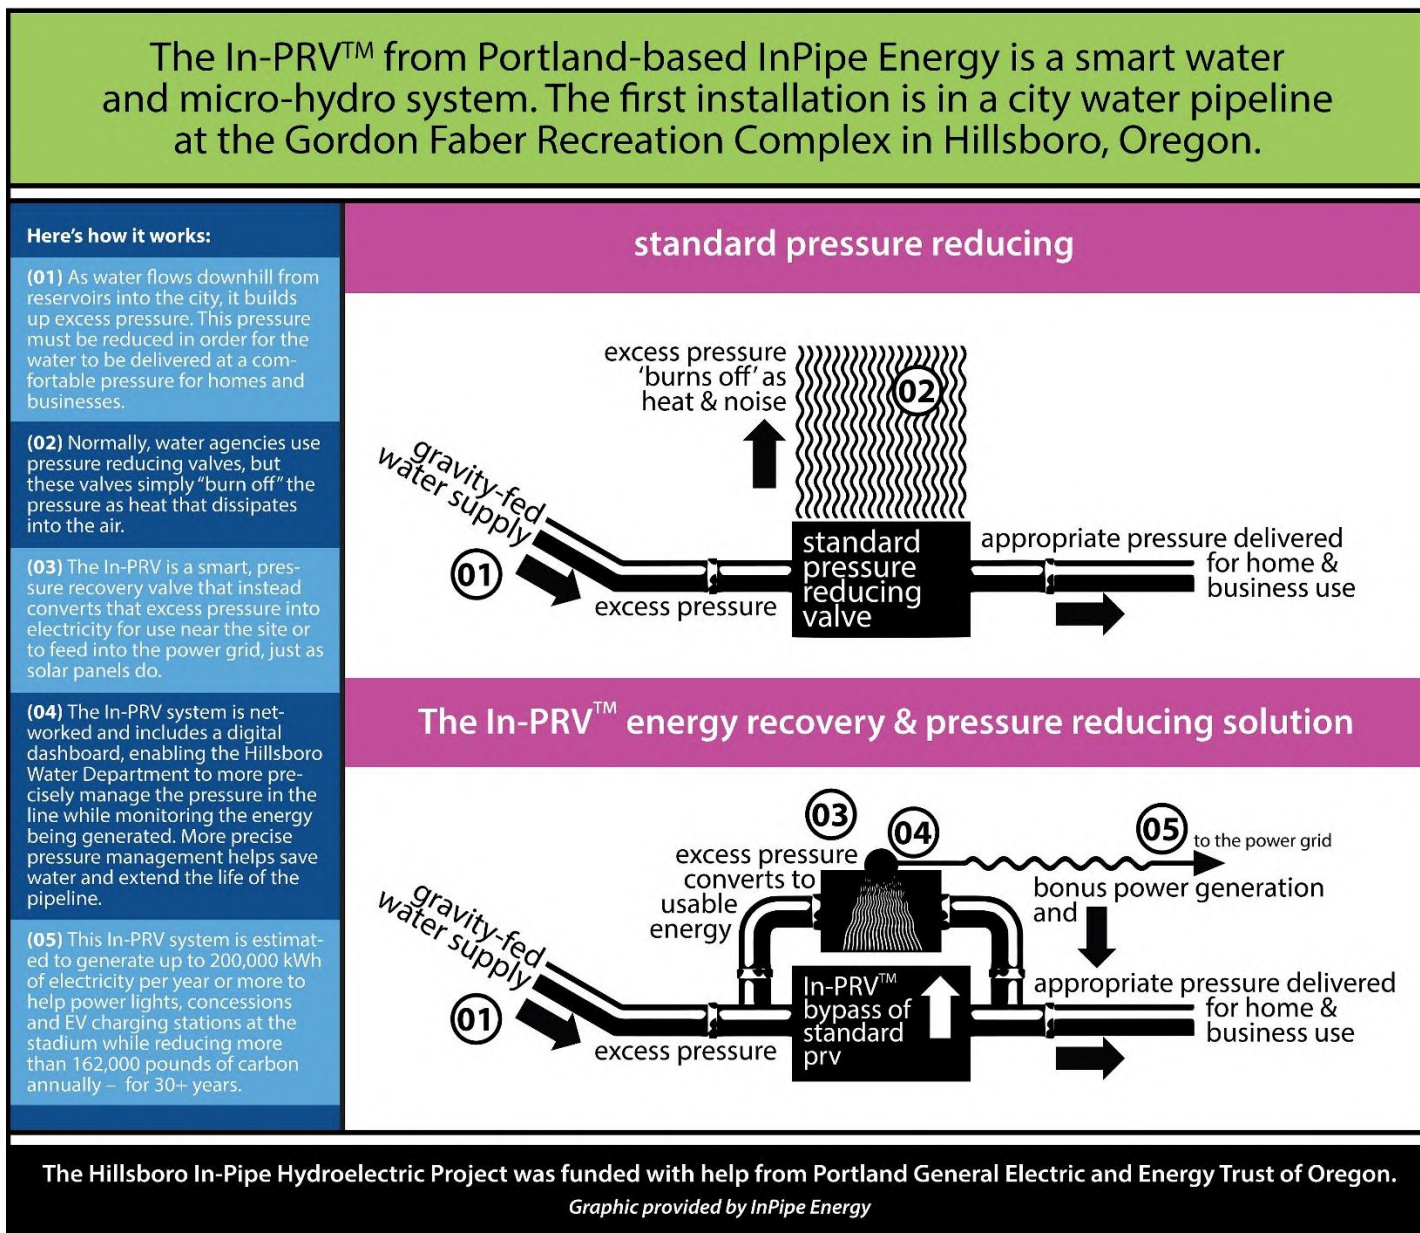 The In-PRV™ from Portland-based InPipe Energy is a smart water
and micro-hydro system. The first installation is in a city water pipeline
at the Gordon Faber Recreation Complex in Hillsboro, Oregon.
Here's how it works:
(01) As water flows downhill from
reservoirs into the city, it builds
up excess pressure. This pressure
must be reduced in order for the
water to be delivered at a com-
fortable pressure for homes and
businesses.
(02) Normally, water agencies use
pressure reducing valves, but
these valves simply “burn off” the
pressure as heat that dissipates
into the air.
(03) The In-PRV is a smart, pres-
sure recovery valve that instead
converts that excess pressure into
electricity for use near the site or
to feed into the power grid, just as
solar panels do.
(04) The In-PRV system is net-
worked and includes a digital
dashboard, enabling the Hillsboro
Water Department to more pre-
cisely manage the pressure in the
line while monitoring the energy
being generated. More precise
pressure management helps save
water and extend the life of the
pipeline.
(05) This In-PRV system is estimat-
ed to generate up to 200,000 kWh
of electricity per year or more to
help power lights, concessions
and EV charging stations at the
stadium while reducing more
than 162,000 pounds of carbon
annually – for 30+ years.
standard pressure reducing
excess pressure
‘burns off’ as
heat & noise
02
gravity-fed
water supply
01
excess pressure
standard
pressure
reducing
valve
appropriate pressure delivered
for home &
business use
The In-PRV™ energy recovery & pressure reducing solution
03
04
05
to the power grid
excess pressure
converts to
usable
energy
bonus power generation
and
gravity-fed
water supply
01
excess pressure
In-PRV™
bypass of
standard
prv
appropriate pressure delivered
for home &
business use
The Hillsboro In-Pipe Hydroelectric Project was funded with help from Portland General Electric and Energy Trust of Oregon.
Graphic provided by InPipe Energy